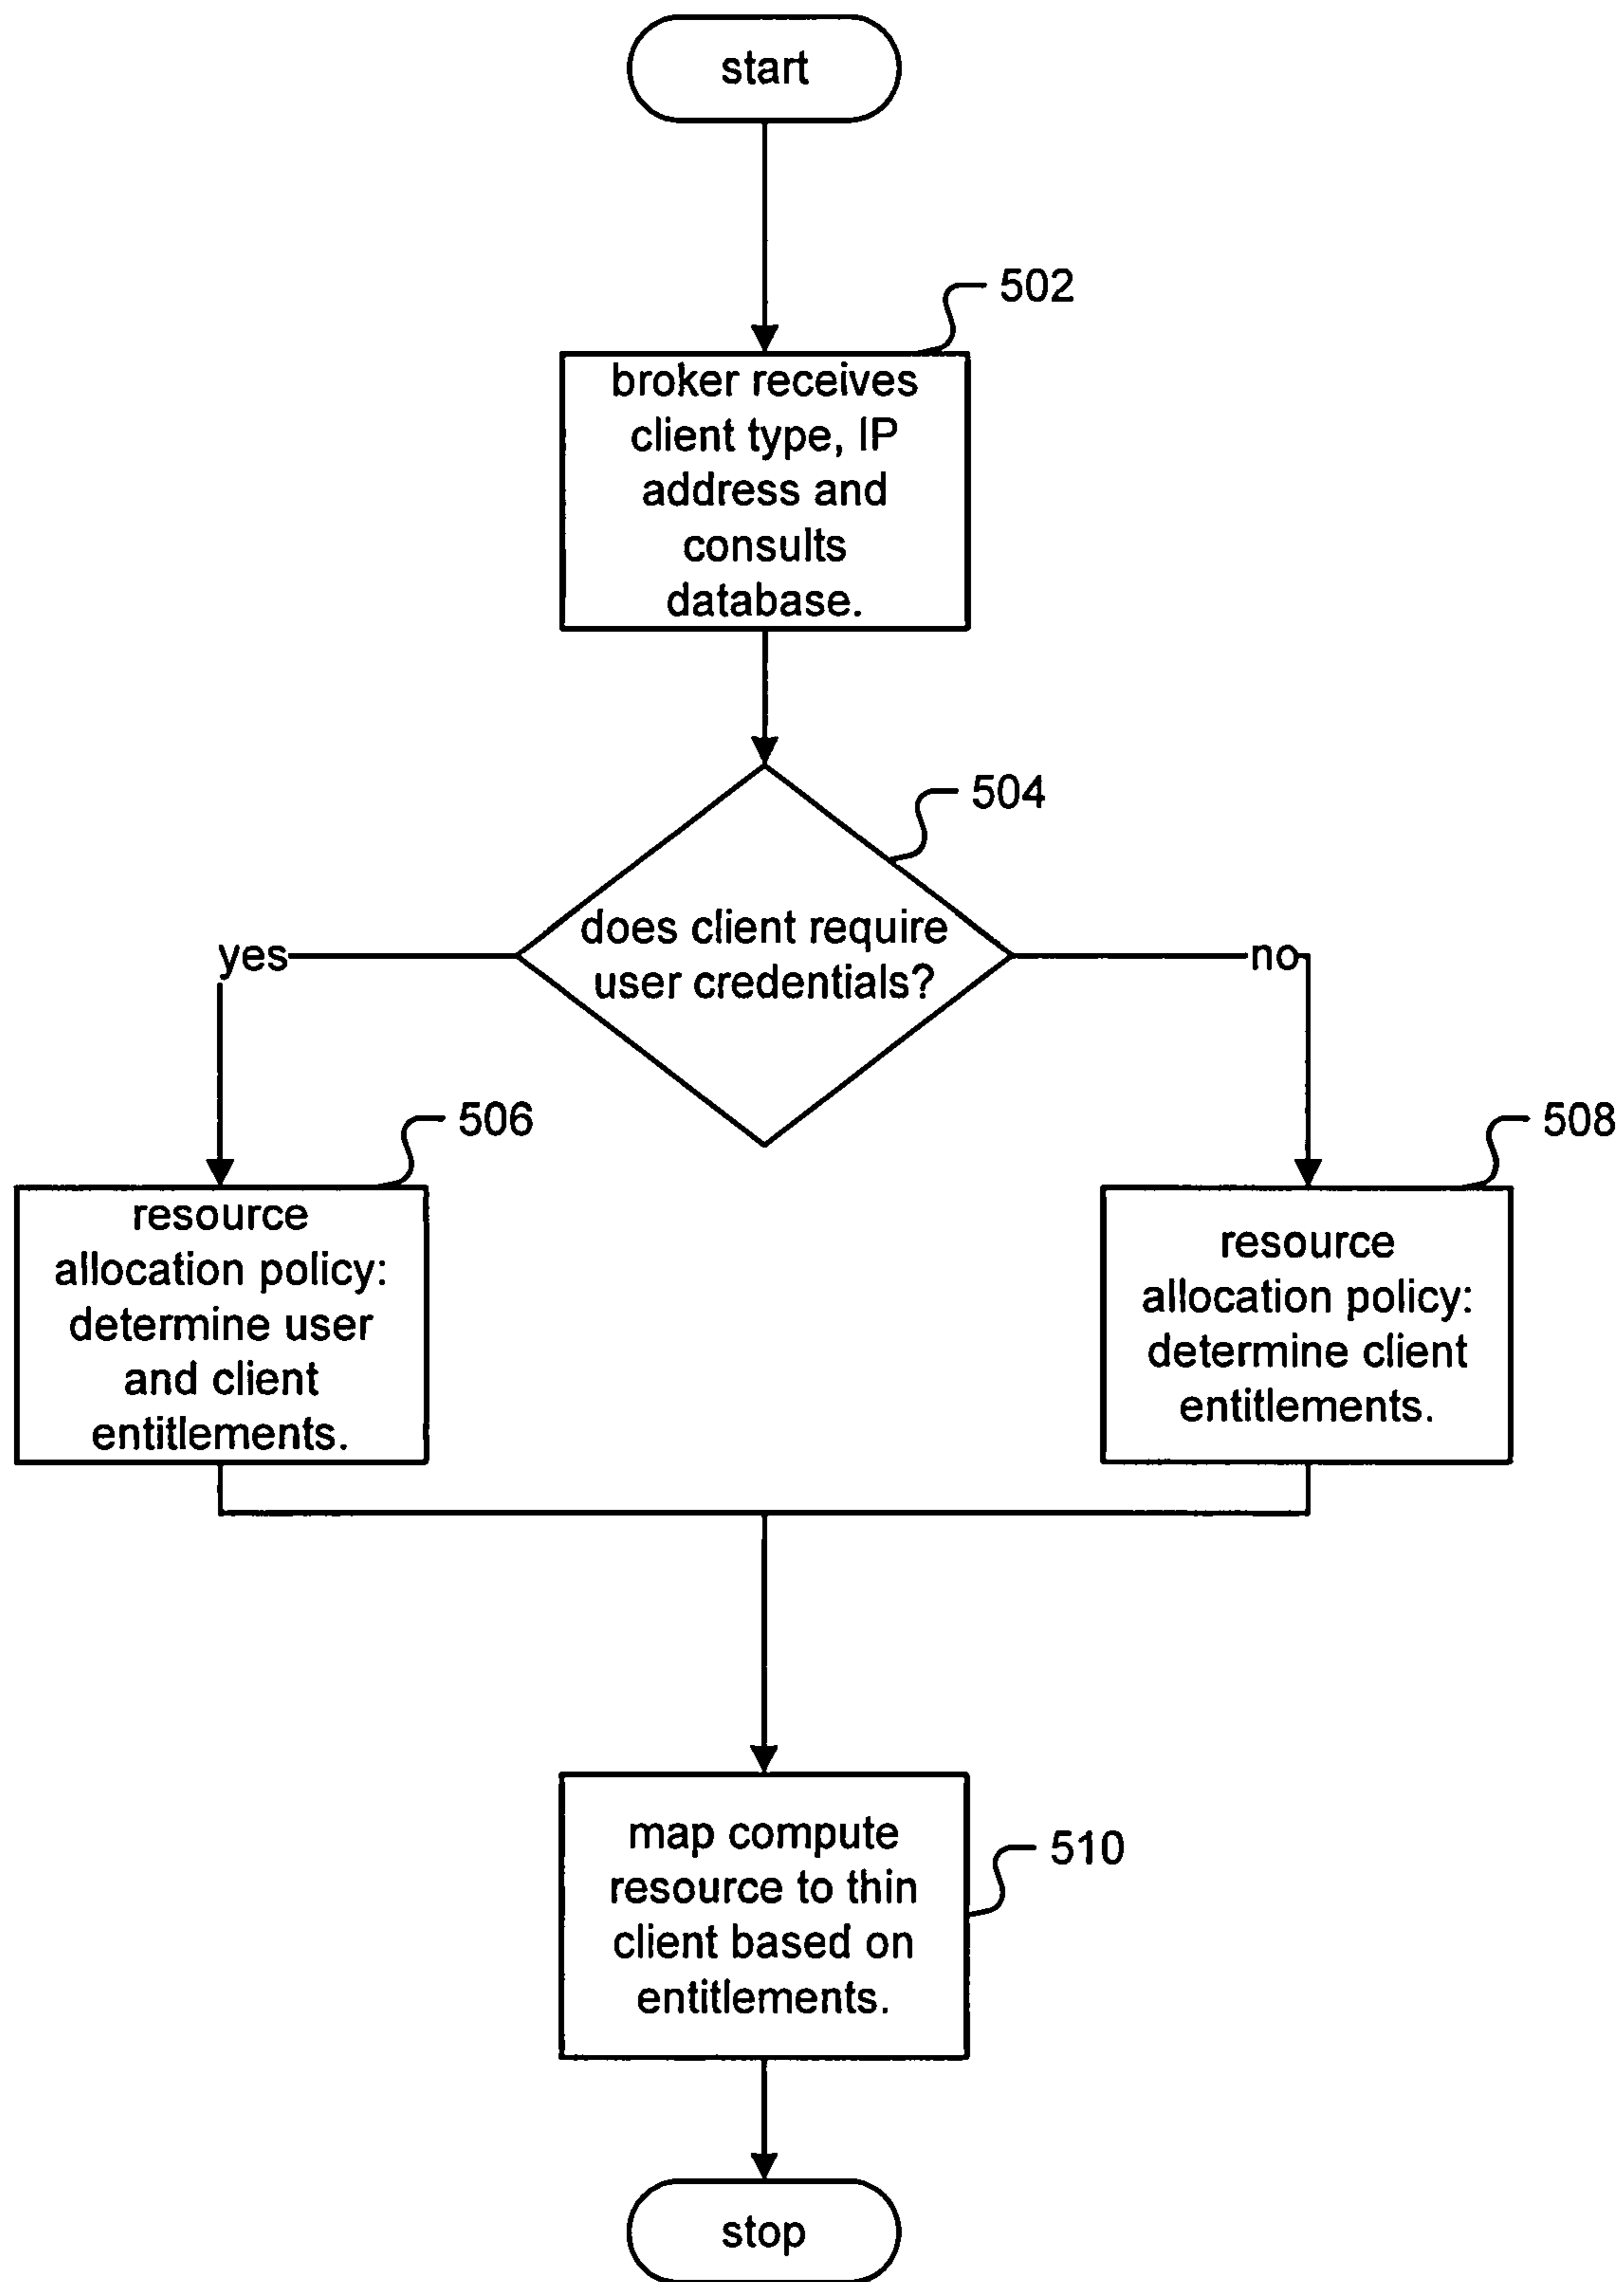 start
502
broker receives
client type, IP
address and
consults
database.
504
does client require
user credentials?
yes
no
506
resource
allocation policy:
determine user
and client
entitlements.
508
resource
allocation policy:
determine client
entitlements.
map compute
resource to thin
client based on
entitlements.
510
stop